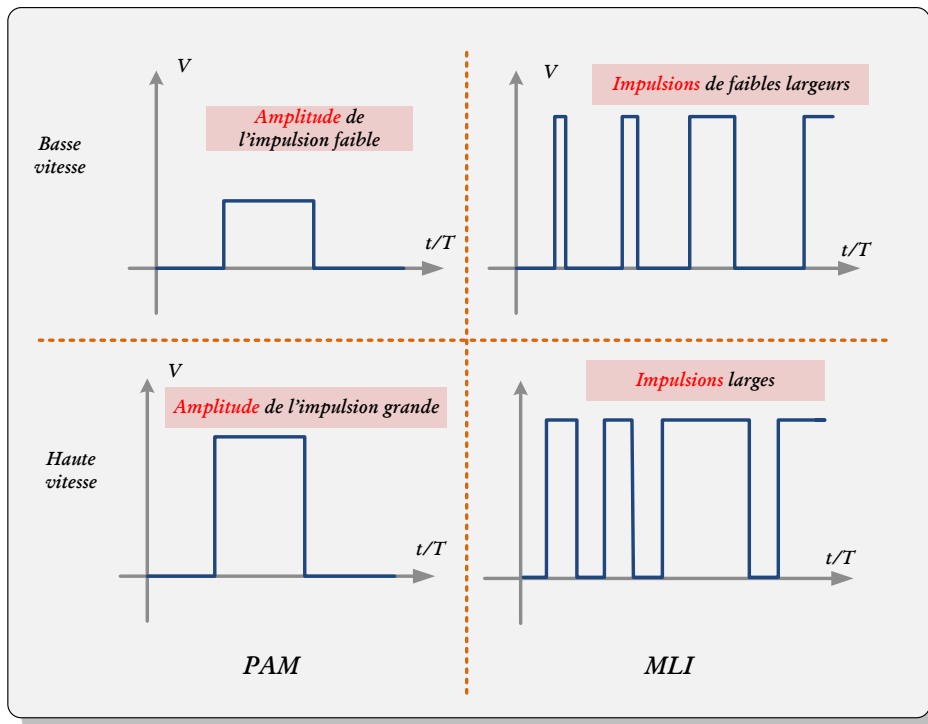 V
Amplitude de
l'impulsion faible
Basse
vitesse
t/T
V
Impulsions de faibles largeurs
t/T
V
Amplitude de l'impulsion grande
Haute
vitesse
t/T
Impulsions larges
t/T
PAM
MLI